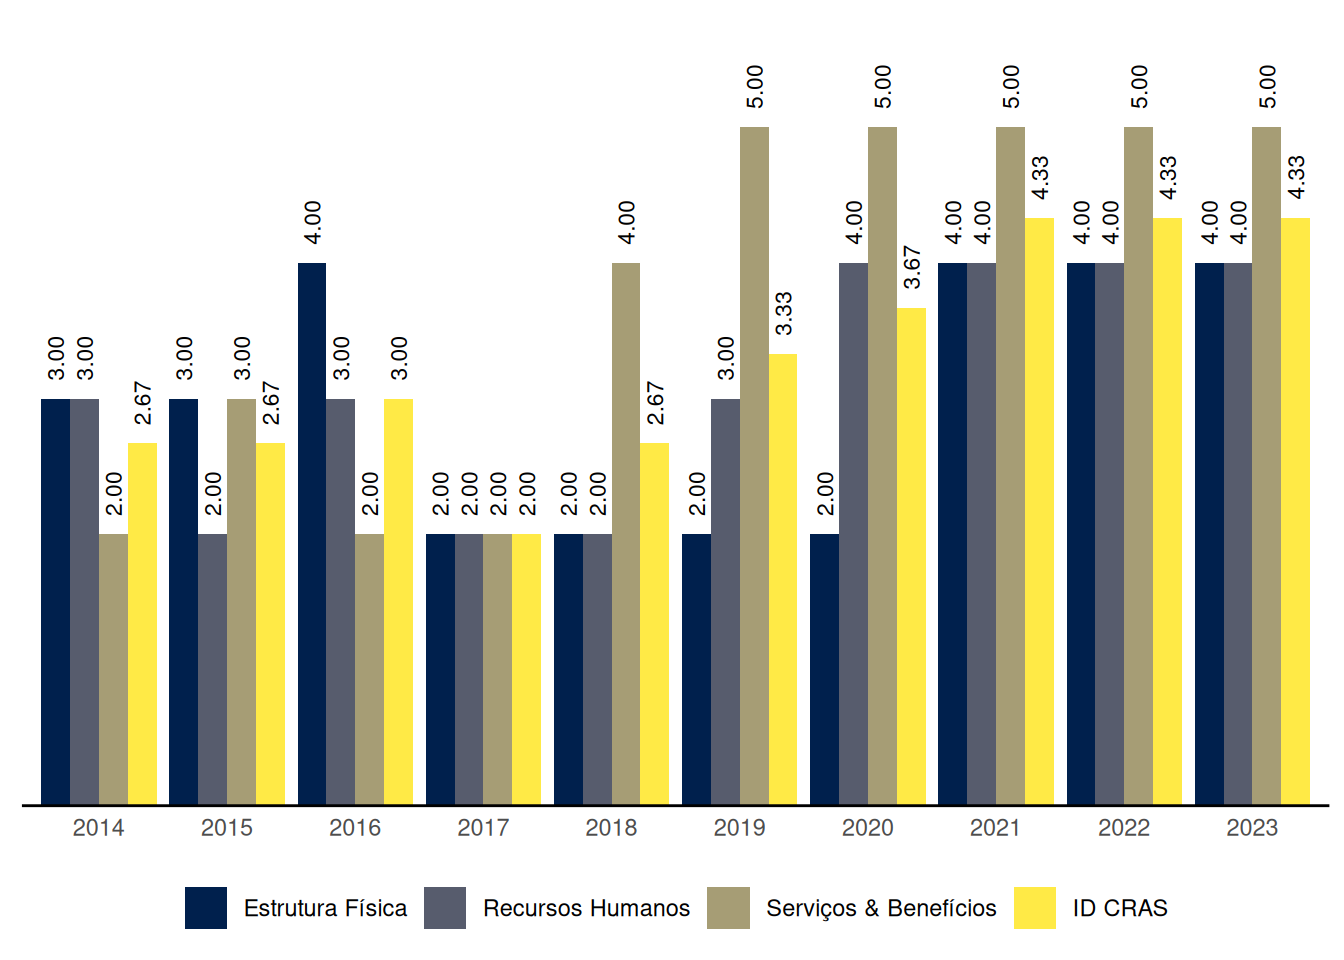 5.00 5.00 5.00 5.00 5.00
4.33 4.33 4.33
4.00 4.00 4.00 4.00 4.00 4.00 4.00 4.00 4.00
3.67
3.33
3.00 3.00 3.00 3.00 3.00 3.00 3.00
2.67 2.67 2.67
2.00 2.00 2.00 2.00 2.00 2.00 2.00 2.00 2.00 2.00 2.00
2014 2015 2016 2017 2018 2019 2020 2021 2022 2023
Estrutura Física Recursos Humanos Serviços & Benefícios ID CRAS